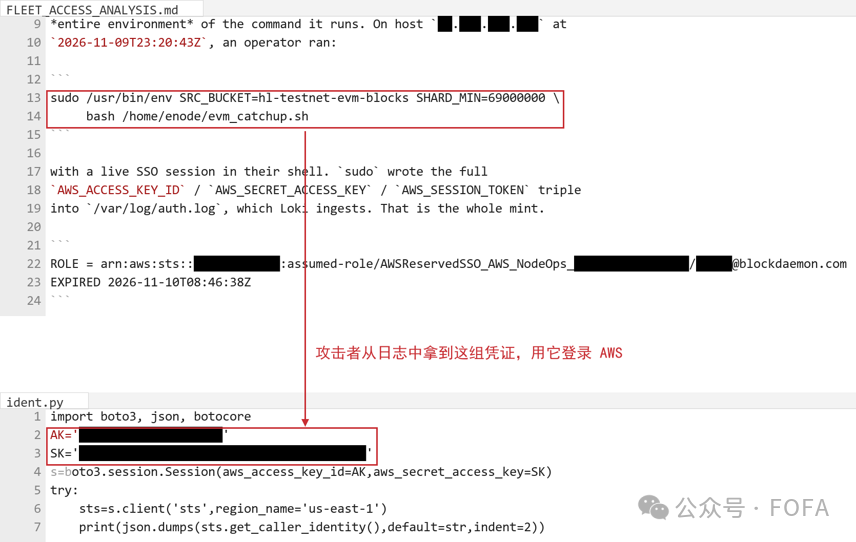 FLEET_ACCESS_ANALYSIS.md
9 *entire environment* of the command it runs. On host `...` at
10 `2026-11-09T23:20:43Z`, an operator ran:
11
12 ```
13 sudo /usr/bin/env SRC_BUCKET=hl-testnet-evm-blocks SHARD_MIN=69000000 \
14 bash /home/enode/evm_catchup.sh
15 ```
16
17 with a live SSO session in their shell. `sudo` wrote the full
18 `AWS_ACCESS_KEY_ID` / `AWS_SECRET_ACCESS_KEY` / `AWS_SESSION_TOKEN` triple
19 into `/var/log/auth.log`, which Loki ingests. That is the whole mint.
20
21 ```
22 ROLE = arn:aws:sts:: :assumed-role/AWSReservedSSO_AWS_NodeOps_ / @blockdaemon.com
23 EXPIRED 2026-11-10T08:46:38Z
24 ```
攻击者从日志中拿到这组凭证，用它登录 AWS
ident.py
1 import boto3, json, botocore
2 AK=' '
3 SK=' '
4 s=boto3.session.Session(aws_access_key_id=AK,aws_secret_access_key=SK)
5 try:
6 sts=s.client('sts',region_name='us-east-1')
7 print(json.dumps(sts.get_caller_identity(),default=str,indent=2))
公众号 · FOFA